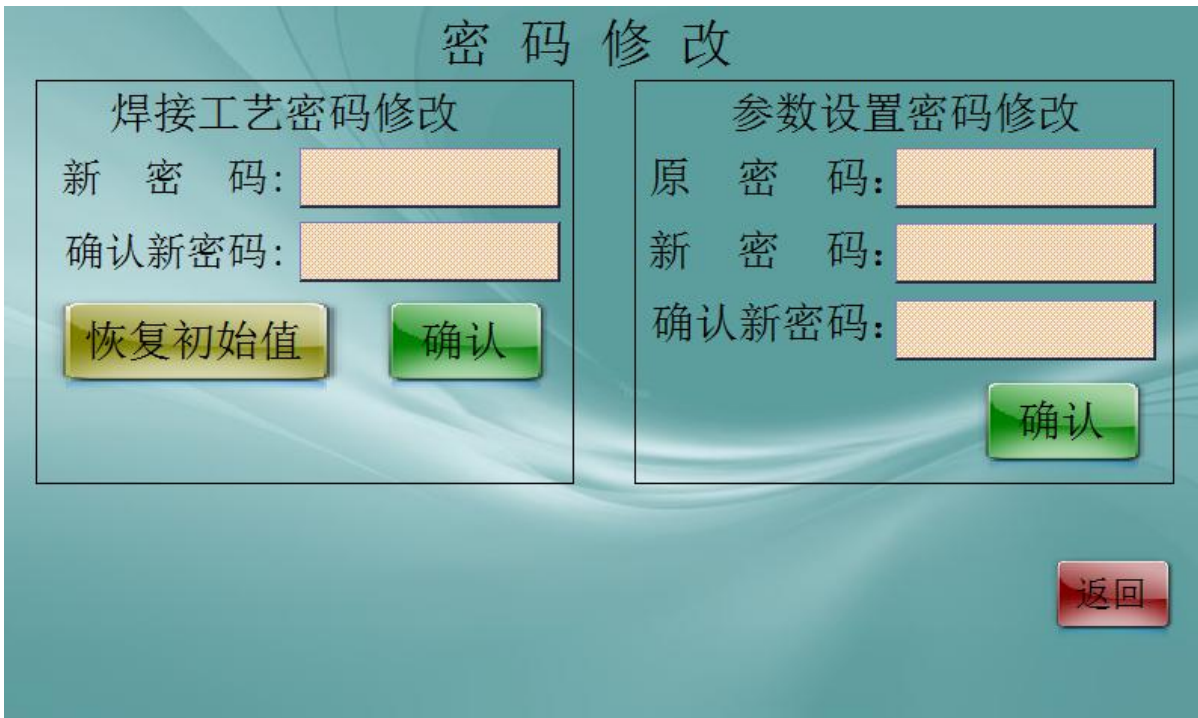 密 码 修 改
焊接工艺密码修改
新 密 码:
确认新密码:
恢复初始值
确认
参数设置密码修改
原 密 码:
新 密 码:
确认新密码:
确认
返回